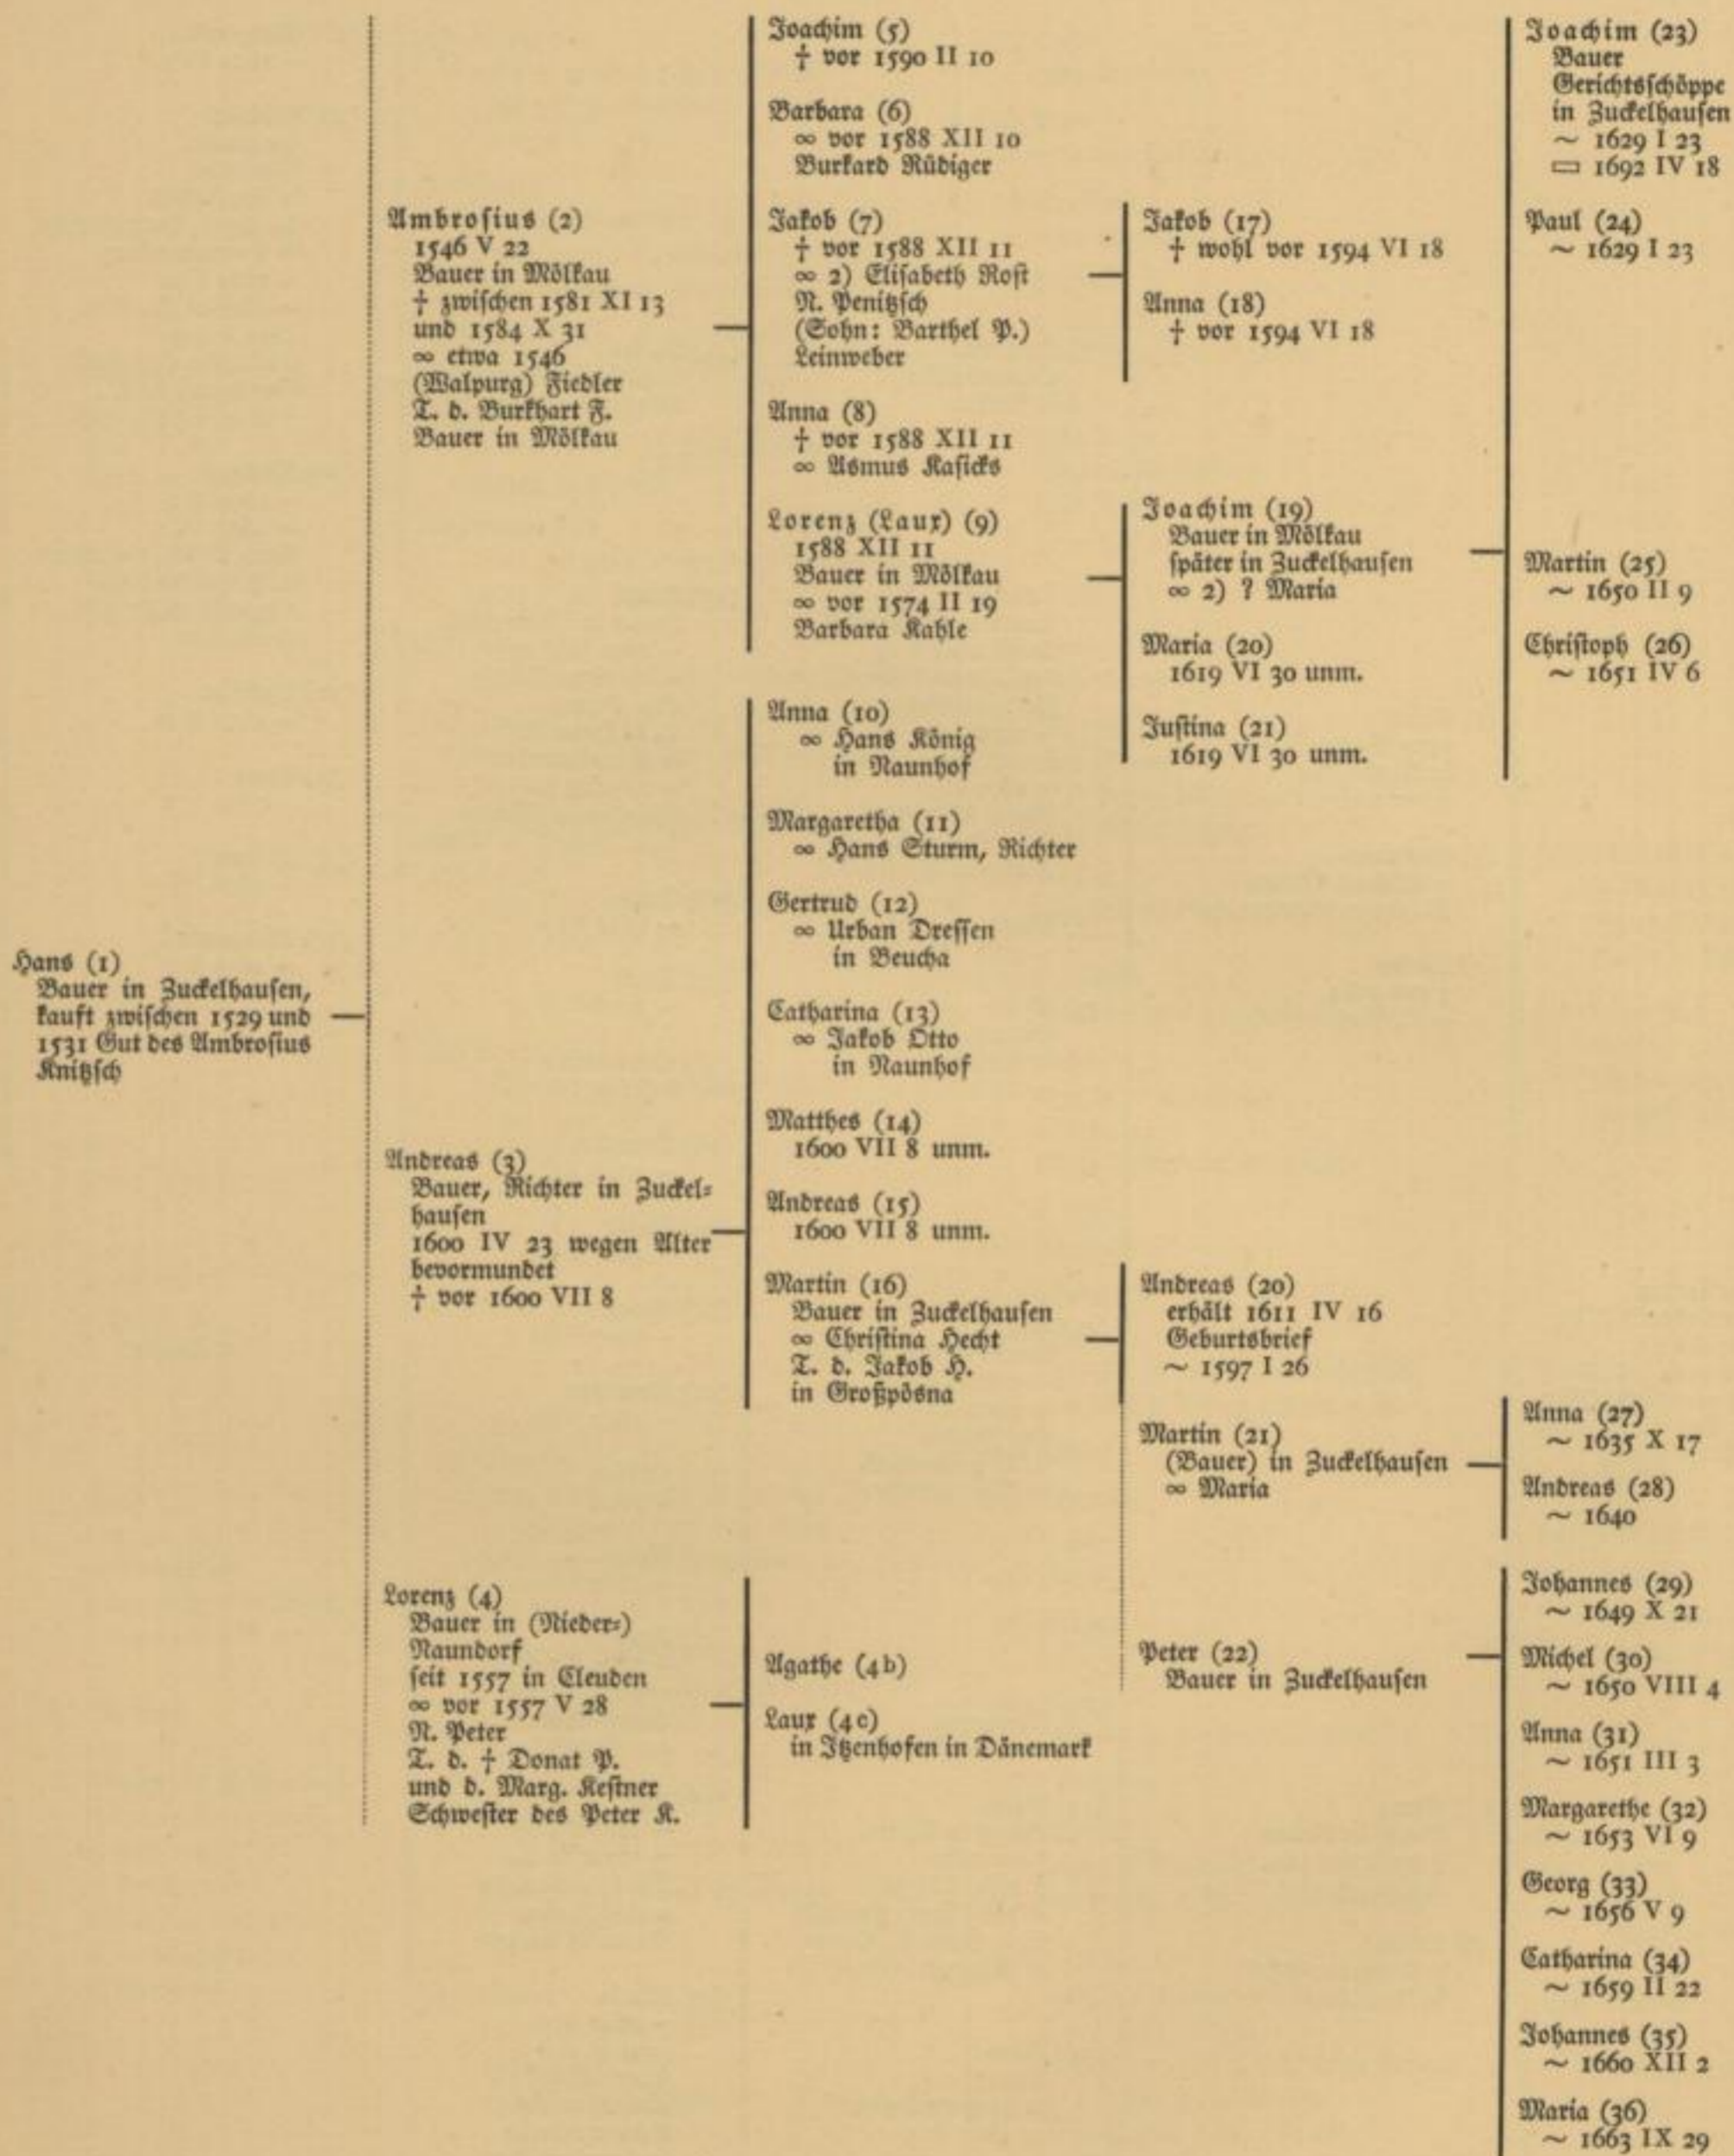 Hans (1)
Bauer in Zuckelhausen,
kauft zwischen 1529 und
1531 Gut des Ambrosius
Knitzsch
Ambrosius (2)
1546 V 22
Bauer in Mölkau
† zwischen 1581 XI 13
und 1584 X 31
∞ etwa 1546
(Walpurg) Fiedler
T. d. Burkhart F.
Bauer in Mölkau
Andreas (3)
Bauer, Richter in Zuckel-
hausen
1600 IV 23 wegen Alter
bevormundet
† vor 1600 VII 8
Lorenz (4)
Bauer in (Nieder-)
Naundorf
seit 1557 in Cleuden
∞ vor 1557 V 28
N. Peter
T. d. † Donat P.
und d. Marg. Kestner
Schwester des Peter K.
Joachim (5)
† vor 1590 II 10
Barbara (6)
∞ vor 1588 XII 10
Burkard Rüdiger
Jakob (7)
† vor 1588 XII 11
∞ 2) Elisabeth Rost
N. Penitzsch
(Sohn: Barthel P.)
Leinweber
Anna (8)
† vor 1588 XII 11
∞ Asmus Kasicks
Lorenz (Laux) (9)
1588 XII 11
Bauer in Mölkau
∞ vor 1574 II 19
Barbara Kahle
Anna (10)
∞ Hans König
in Naunhof
Margaretha (11)
∞ Hans Sturm, Richter
Gertrud (12)
∞ Urban Dressen
in Beucha
Catharina (13)
∞ Jakob Otto
in Naunhof
Matthes (14)
1600 VII 8 unm.
Andreas (15)
1600 VII 8 unm.
Martin (16)
Bauer in Zuckelhausen
∞ Christina Hecht
T. d. Jakob H.
in Großpösna
Agathe (4b)
Laux (4c)
in Itzenhofen in Dänemark
Jakob (17)
† wohl vor 1594 VI 18
Anna (18)
† vor 1594 VI 18
Joachim (19)
Bauer in Mölkau
später in Zuckelhausen
∞ 2) ? Maria
Maria (20)
1619 VI 30 unm.
Justina (21)
1619 VI 30 unm.
Andreas (20)
erhält 1611 IV 16
Geburtsbrief
~ 1597 I 26
Martin (21)
(Bauer) in Zuckelhausen
∞ Maria
Peter (22)
Bauer in Zuckelhausen
Joachim (23)
Bauer
Gerichtsschöppe
in Zuckelhausen
~ 1629 I 23
▭ 1692 IV 18
Paul (24)
~ 1629 I 23
Martin (25)
~ 1650 II 9
Christoph (26)
~ 1651 IV 6
Anna (27)
~ 1635 X 17
Andreas (28)
~ 1640
Johannes (29)
~ 1649 X 21
Michel (30)
~ 1650 VIII 4
Anna (31)
~ 1651 III 3
Margarethe (32)
~ 1653 VI 9
Georg (33)
~ 1656 V 9
Catharina (34)
~ 1659 II 22
Johannes (35)
~ 1660 XII 2
Maria (36)
~ 1663 IX 29